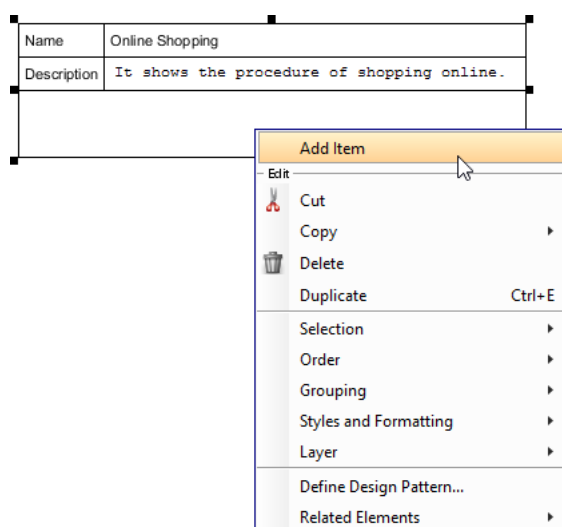 Name Online Shopping
Description It shows the procedure of shopping online.
Add Item
Edit
Cut
Copy
Delete
Duplicate Ctrl+E
Selection
Order
Grouping
Styles and Formatting
Layer
Define Design Pattern...
Related Elements